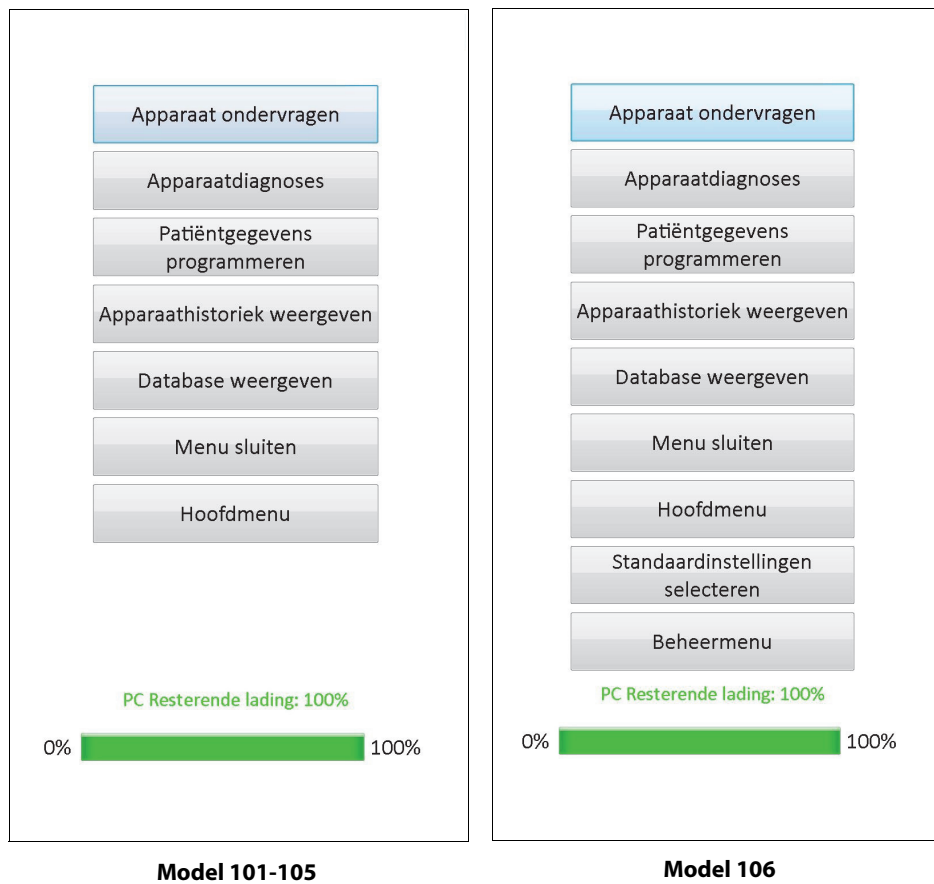 Apparaat ondervragen
Apparaatdiagnoses
Patiëntgegevens
programmeren
Apparaathistoriek weergeven
Database weergeven
Menu sluiten
Hoofdmenu
PC Resterende lading: 100%
0% 100%
Model 101-105
Apparaat ondervragen
Apparaatdiagnoses
Patiëntgegevens
programmeren
Apparaathistoriek weergeven
Database weergeven
Menu sluiten
Hoofdmenu
Standaardinstellingen
selecteren
Beheermenu
PC Resterende lading: 100%
0% 100%
Model 106